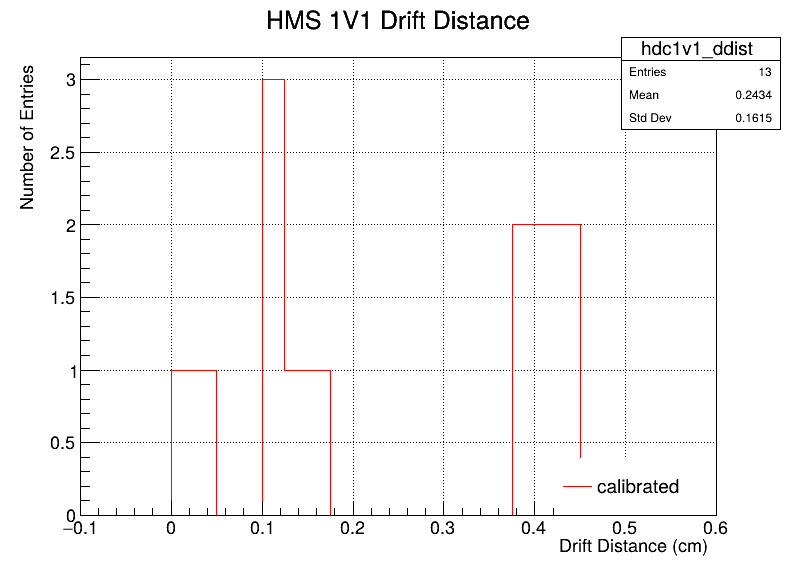 HMS 1V1 Drift Distance
hdc1v1_ddist
Entries 13
Mean 0.2434
Std Dev 0.1615
Number of Entries
3
2.5
2
1.5
1
0.5
0
calibrated
−0.1 0 0.1 0.2 0.3 0.4 0.5 0.6
Drift Distance (cm)